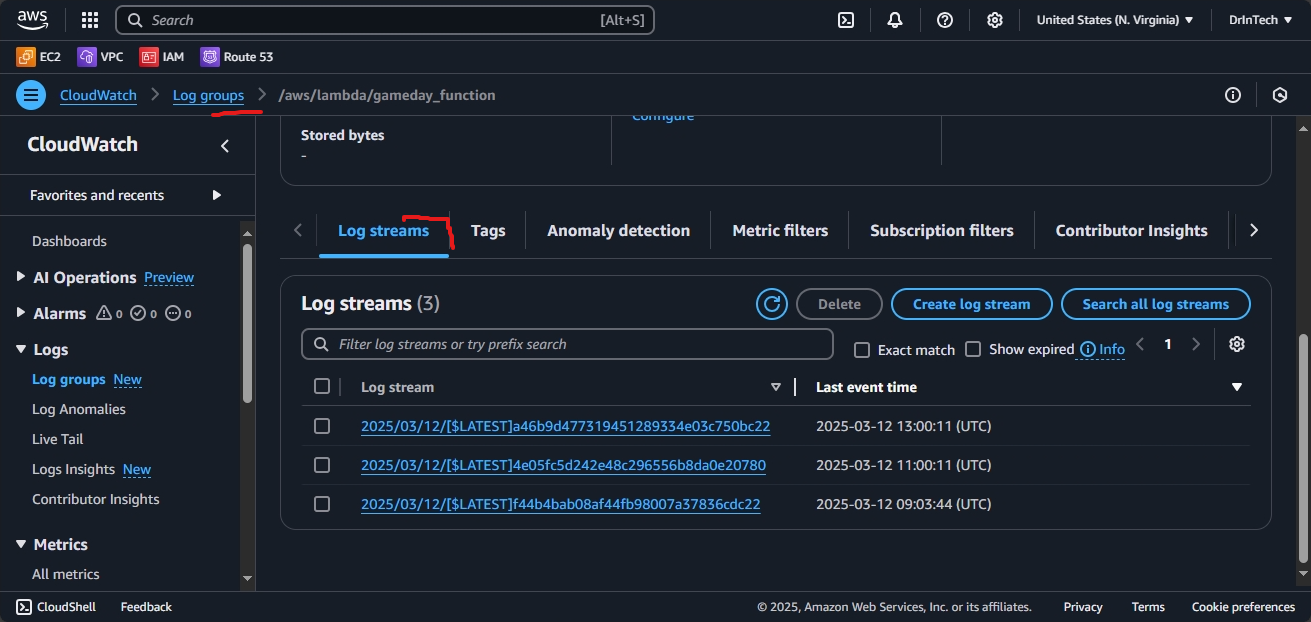 aws Search [Alt+S] United States (N. Virginia) DrInTech
EC2 VPC IAM Route 53
CloudWatch Log groups /aws/lambda/gameday_function
CloudWatch
Favorites and recents
Dashboards
AI Operations Preview
Alarms 0 0 0
Logs
Log groups New
Log Anomalies
Live Tail
Logs Insights New
Contributor Insights
Metrics
All metrics
Configure
Stored bytes
-
Log streams Tags Anomaly detection Metric filters Subscription filters Contributor Insights
Log streams (3) Delete Create log stream Search all log streams
Filter log streams or try prefix search Exact match Show expired Info 1
Log stream Last event time
2025/03/12/[$LATEST]a46b9d477319451289334e03c750bc22 2025-03-12 13:00:11 (UTC)
2025/03/12/[$LATEST]4e05fc5d242e48c296556b8da0e20780 2025-03-12 11:00:11 (UTC)
2025/03/12/[$LATEST]f44b4bab08af44fb98007a37836cdc22 2025-03-12 09:03:44 (UTC)
CloudShell Feedback © 2025, Amazon Web Services, Inc. or its affiliates. Privacy Terms Cookie preferences